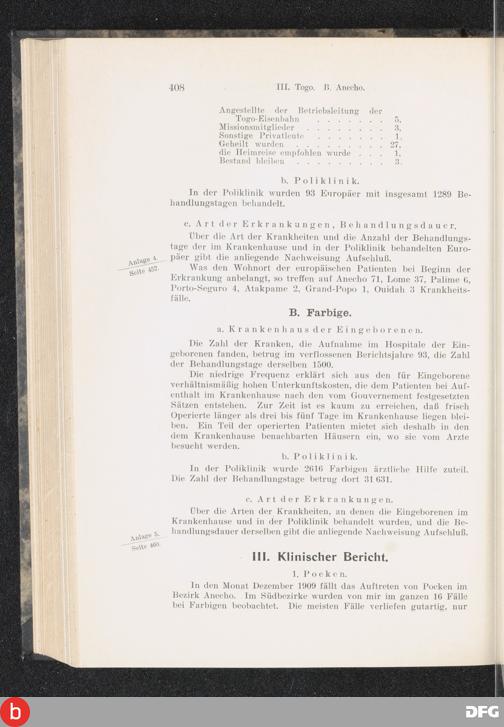 408
III. Togo. B. Anecho.
Angestellte der Betriebsleitung der
Togo-Eisenbahn . . . . . . . 5,
Missionsmitglieder . . . . . . . . 3,
Sonstige Privatleute . . . . . . . 1,
Geheilt wurden . . . . . . . . . 27,
die Heimreise empfohlen wurde . . . 1,
Bestand bleiben . . . . . . . . . 3.
b. Poliklinik.
In der Poliklinik wurden 93 Europäer mit insgesamt 1289 Be-
handlungstagen behandelt.
c. Art der Erkrankungen, Behandlungsdauer.
Über die Art der Krankheiten und die Anzahl der Behandlungs-
tage der im Krankenhause und in der Poliklinik behandelten Euro-
Anlage 4.
Seite 452.
päer gibt die anliegende Nachweisung Aufschluß.
Was den Wohnort der europäischen Patienten bei Beginn der
Erkrankung anbelangt, so treffen auf Anecho 71, Lome 37, Palime 6,
Porto-Seguro 4, Atakpame 2, Grand-Popo 1, Ouidah 3 Krankheits-
fälle.
B. Farbige.
a. Krankenhaus der Eingeborenen.
Die Zahl der Kranken, die Aufnahme im Hospitale der Ein-
geborenen fanden, betrug im verflossenen Berichtsjahre 93, die Zahl
der Behandlungstage derselben 1500.
Die niedrige Frequenz erklärt sich aus den für Eingeborene
verhältnismäßig hohen Unterkunftskosten, die dem Patienten bei Auf-
enthalt im Krankenhause nach den vom Gouvernement festgesetzten
Sätzen entstehen. Zur Zeit ist es kaum zu erreichen, daß frisch
Operierte länger als drei bis fünf Tage im Krankenhause liegen blei-
ben. Ein Teil der operierten Patienten mietet sich deshalb in den
dem Krankenhause benachbarten Häusern ein, wo sie vom Arzte
besucht werden.
b. Poliklinik.
In der Poliklinik wurde 2616 Farbigen ärztliche Hilfe zuteil.
Die Zahl der Behandlungstage betrug dort 31 631.
c. Art der Erkrankungen.
Über die Arten der Krankheiten, an denen die Eingeborenen im
Krankenhause und in der Poliklinik behandelt wurden, und die Be-
handlungsdauer derselben gibt die anliegende Nachweisung Aufschluß.
Anlage 5.
Seite 460.
III. Klinischer Bericht.
1. Pocken.
In den Monat Dezember 1909 fällt das Auftreten von Pocken im
Bezirk Anecho. Im Südbezirke wurden von mir im ganzen 16 Fälle
bei Farbigen beobachtet. Die meisten Fälle verliefen gutartig, nur
b
DFG